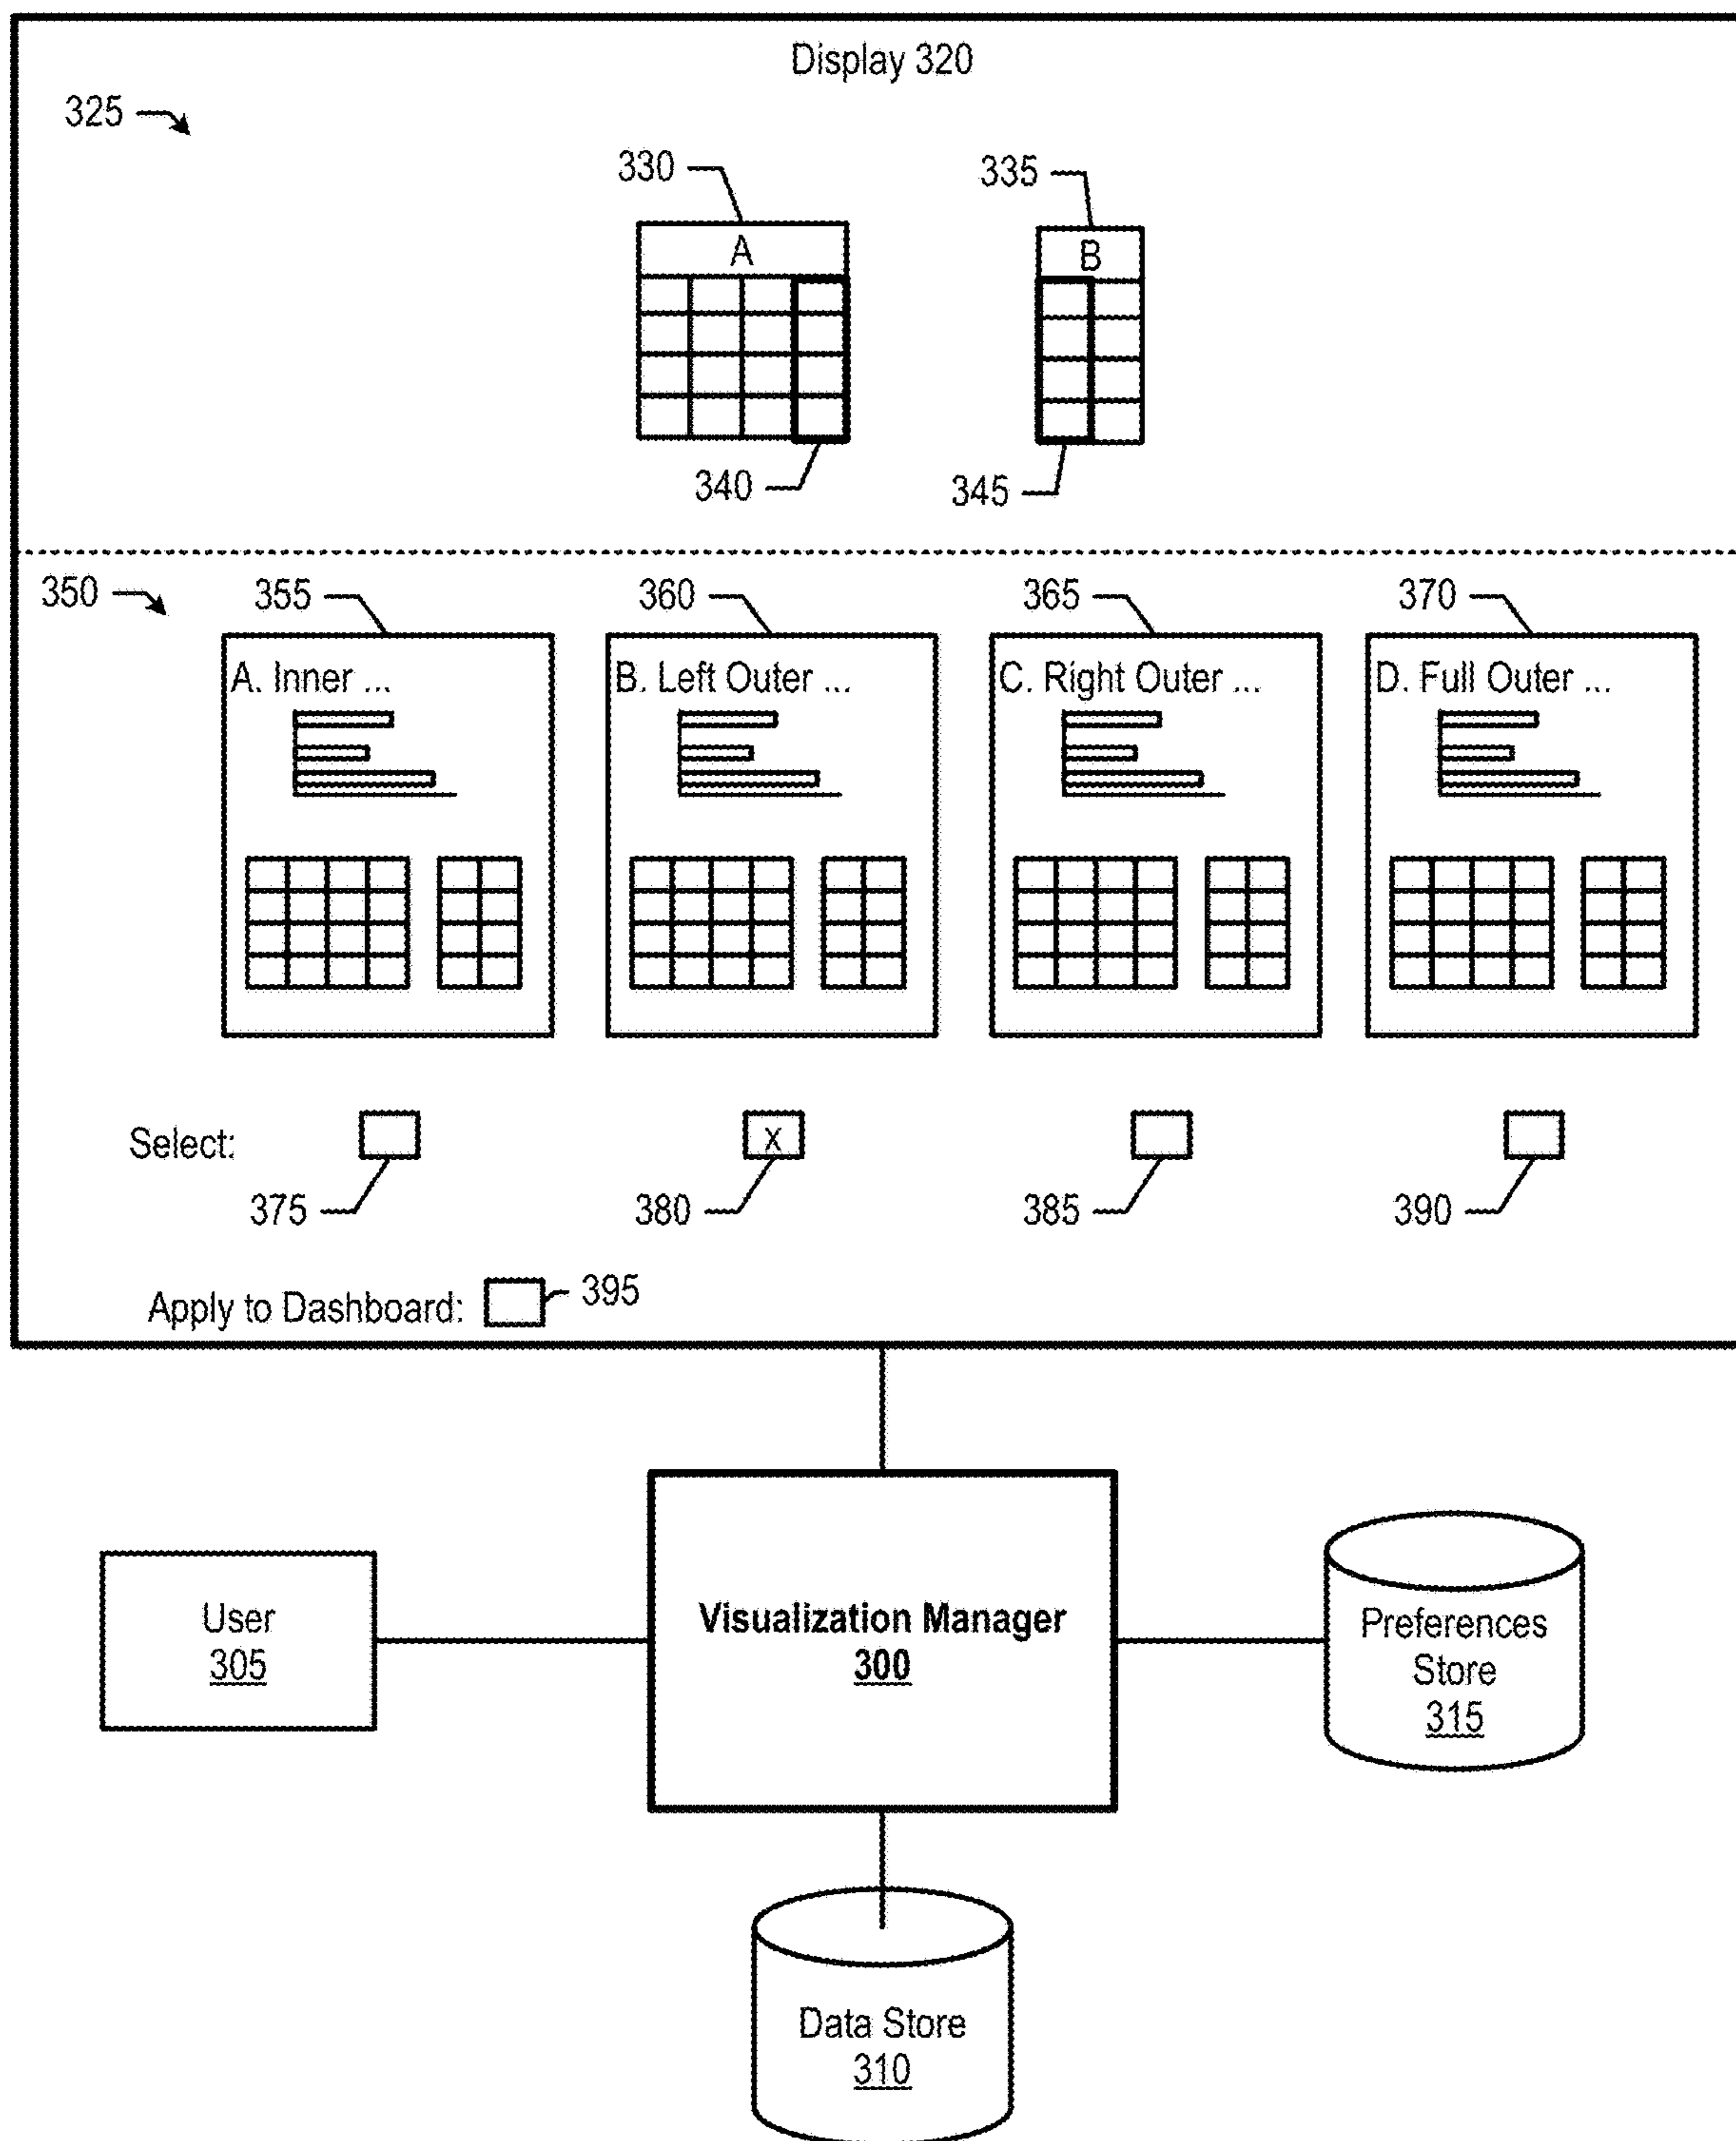 Display 320
325
330
335
A
B
340
345
350
355
360
365
370
A. Inner ...
B. Left Outer ...
C. Right Outer ...
D. Full Outer ...
Select:
X
375
380
385
390
Apply to Dashboard:
395
User
305
Visualization Manager
300
Preferences
Store
315
Data Store
310